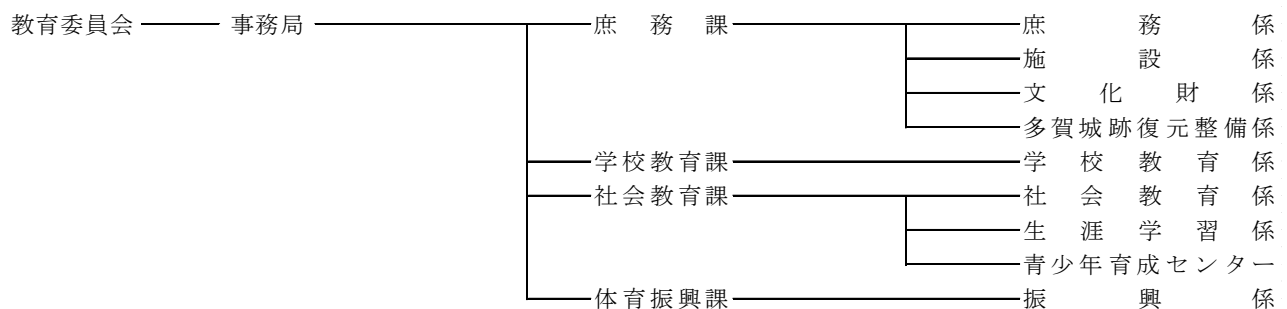 教育委員会 事務局 庶務課 庶務係
施設係
文化財係
多賀城跡復元整備係
学校教育課 学校教育係
社会教育課 社会教育係
生涯学習係
青少年育成センター
体育振興課 振興係